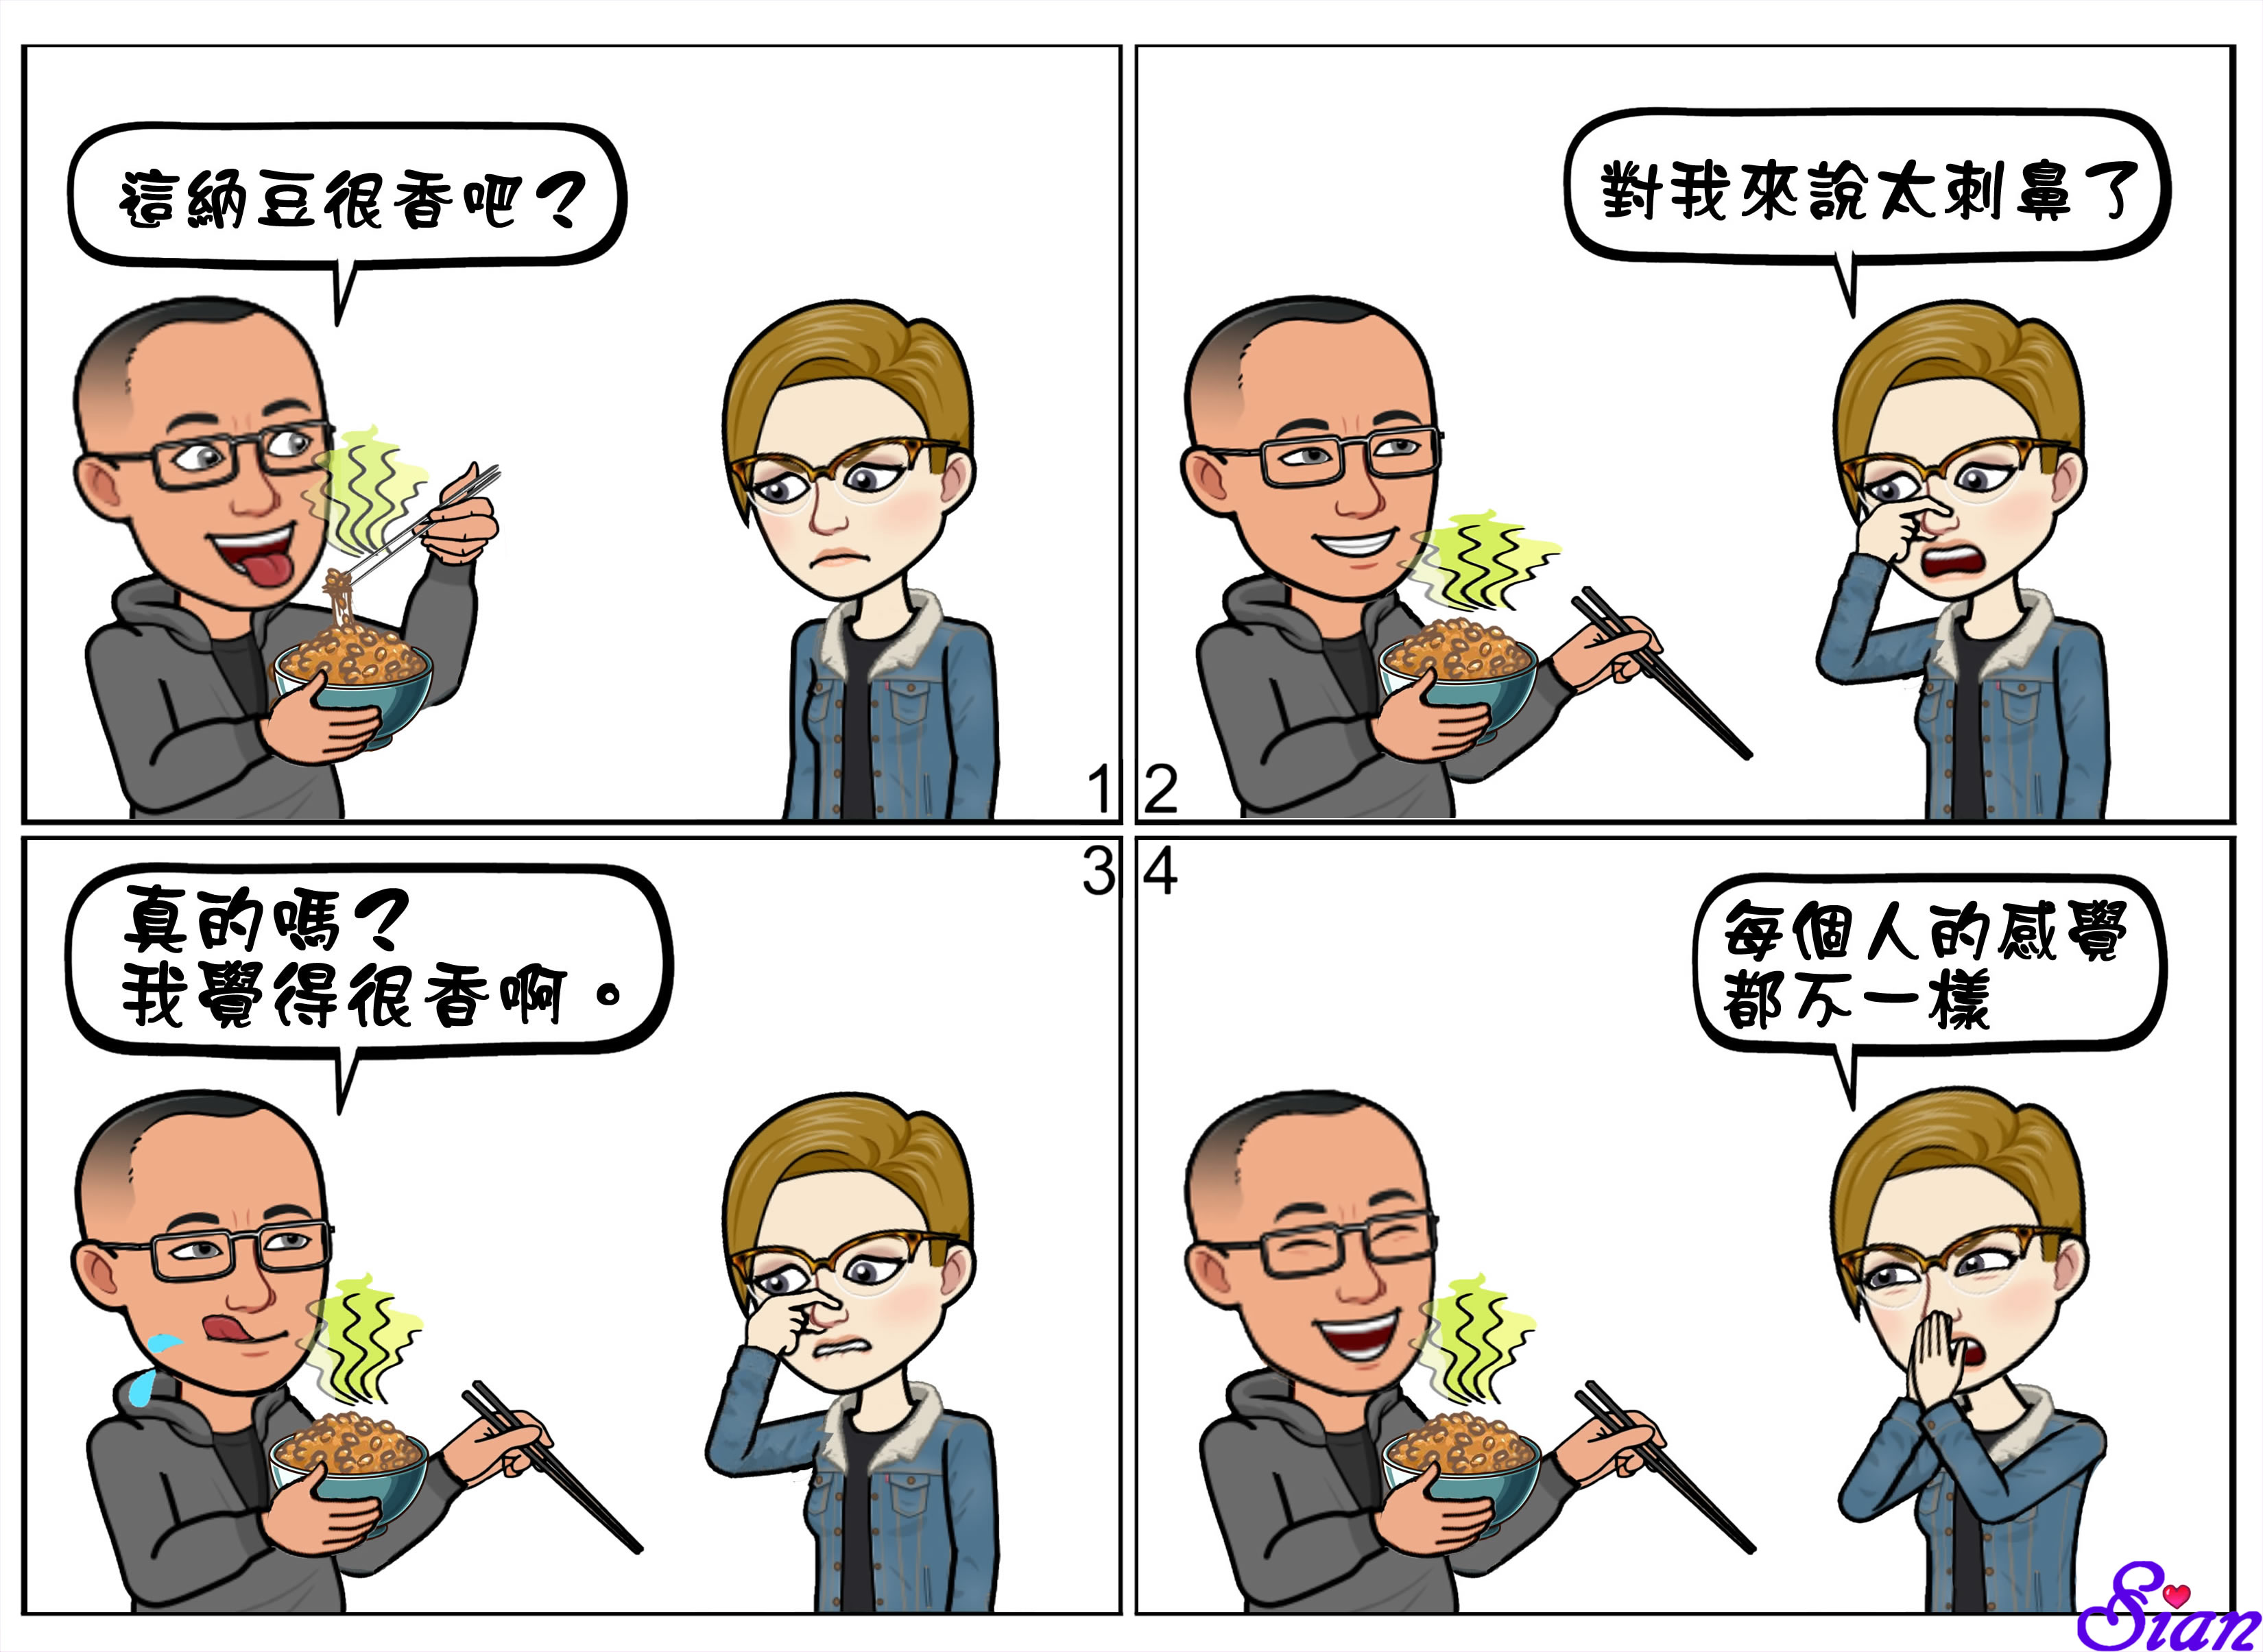 這納豆很香吧？
1
對我來說太刺鼻了
2
真的嗎？
我覺得很香啊。
3
每個人的感覺
都不一樣
4
Sian